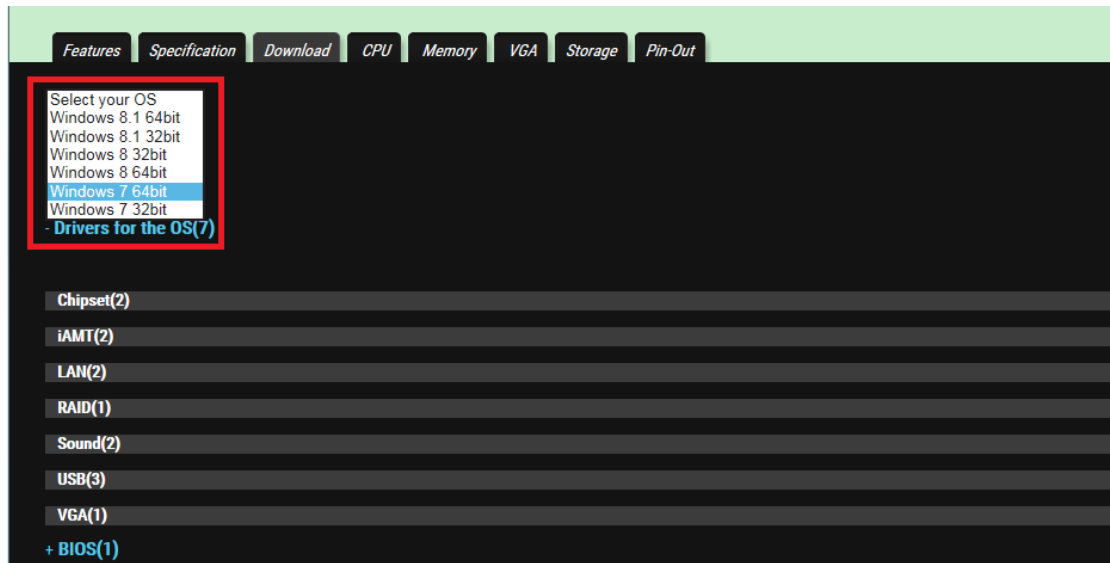 Features Specification Download CPU Memory VGA Storage Pin-Out
Select your OS
Windows 8.1 64bit
Windows 8.1 32bit
Windows 8 32bit
Windows 8 64bit
Windows 7 64bit
Windows 7 32bit
- Drivers for the OS(7)
Chipset(2)
iAMT(2)
LAN(2)
RAID(1)
Sound(2)
USB(3)
VGA(1)
+ BIOS(1)